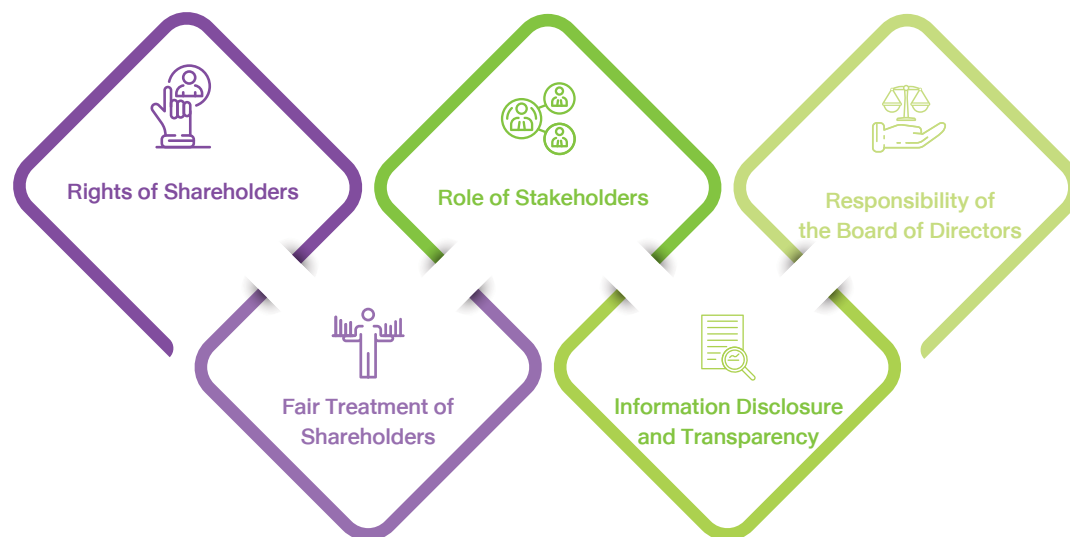 Rights of Shareholders
Fair Treatment of
Shareholders
Role of Stakeholders
Information Disclosure
and Transparency
Responsibility of
the Board of Directors